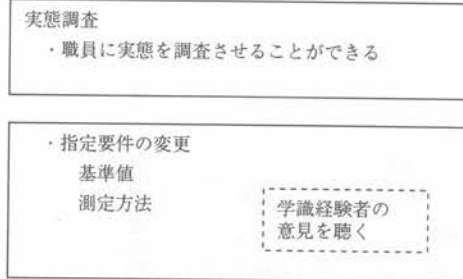 実態調査
・職員に実態を調査させることができる
・指定要件の変更
基準値
測定方法
学識経験者の
意見を聴く